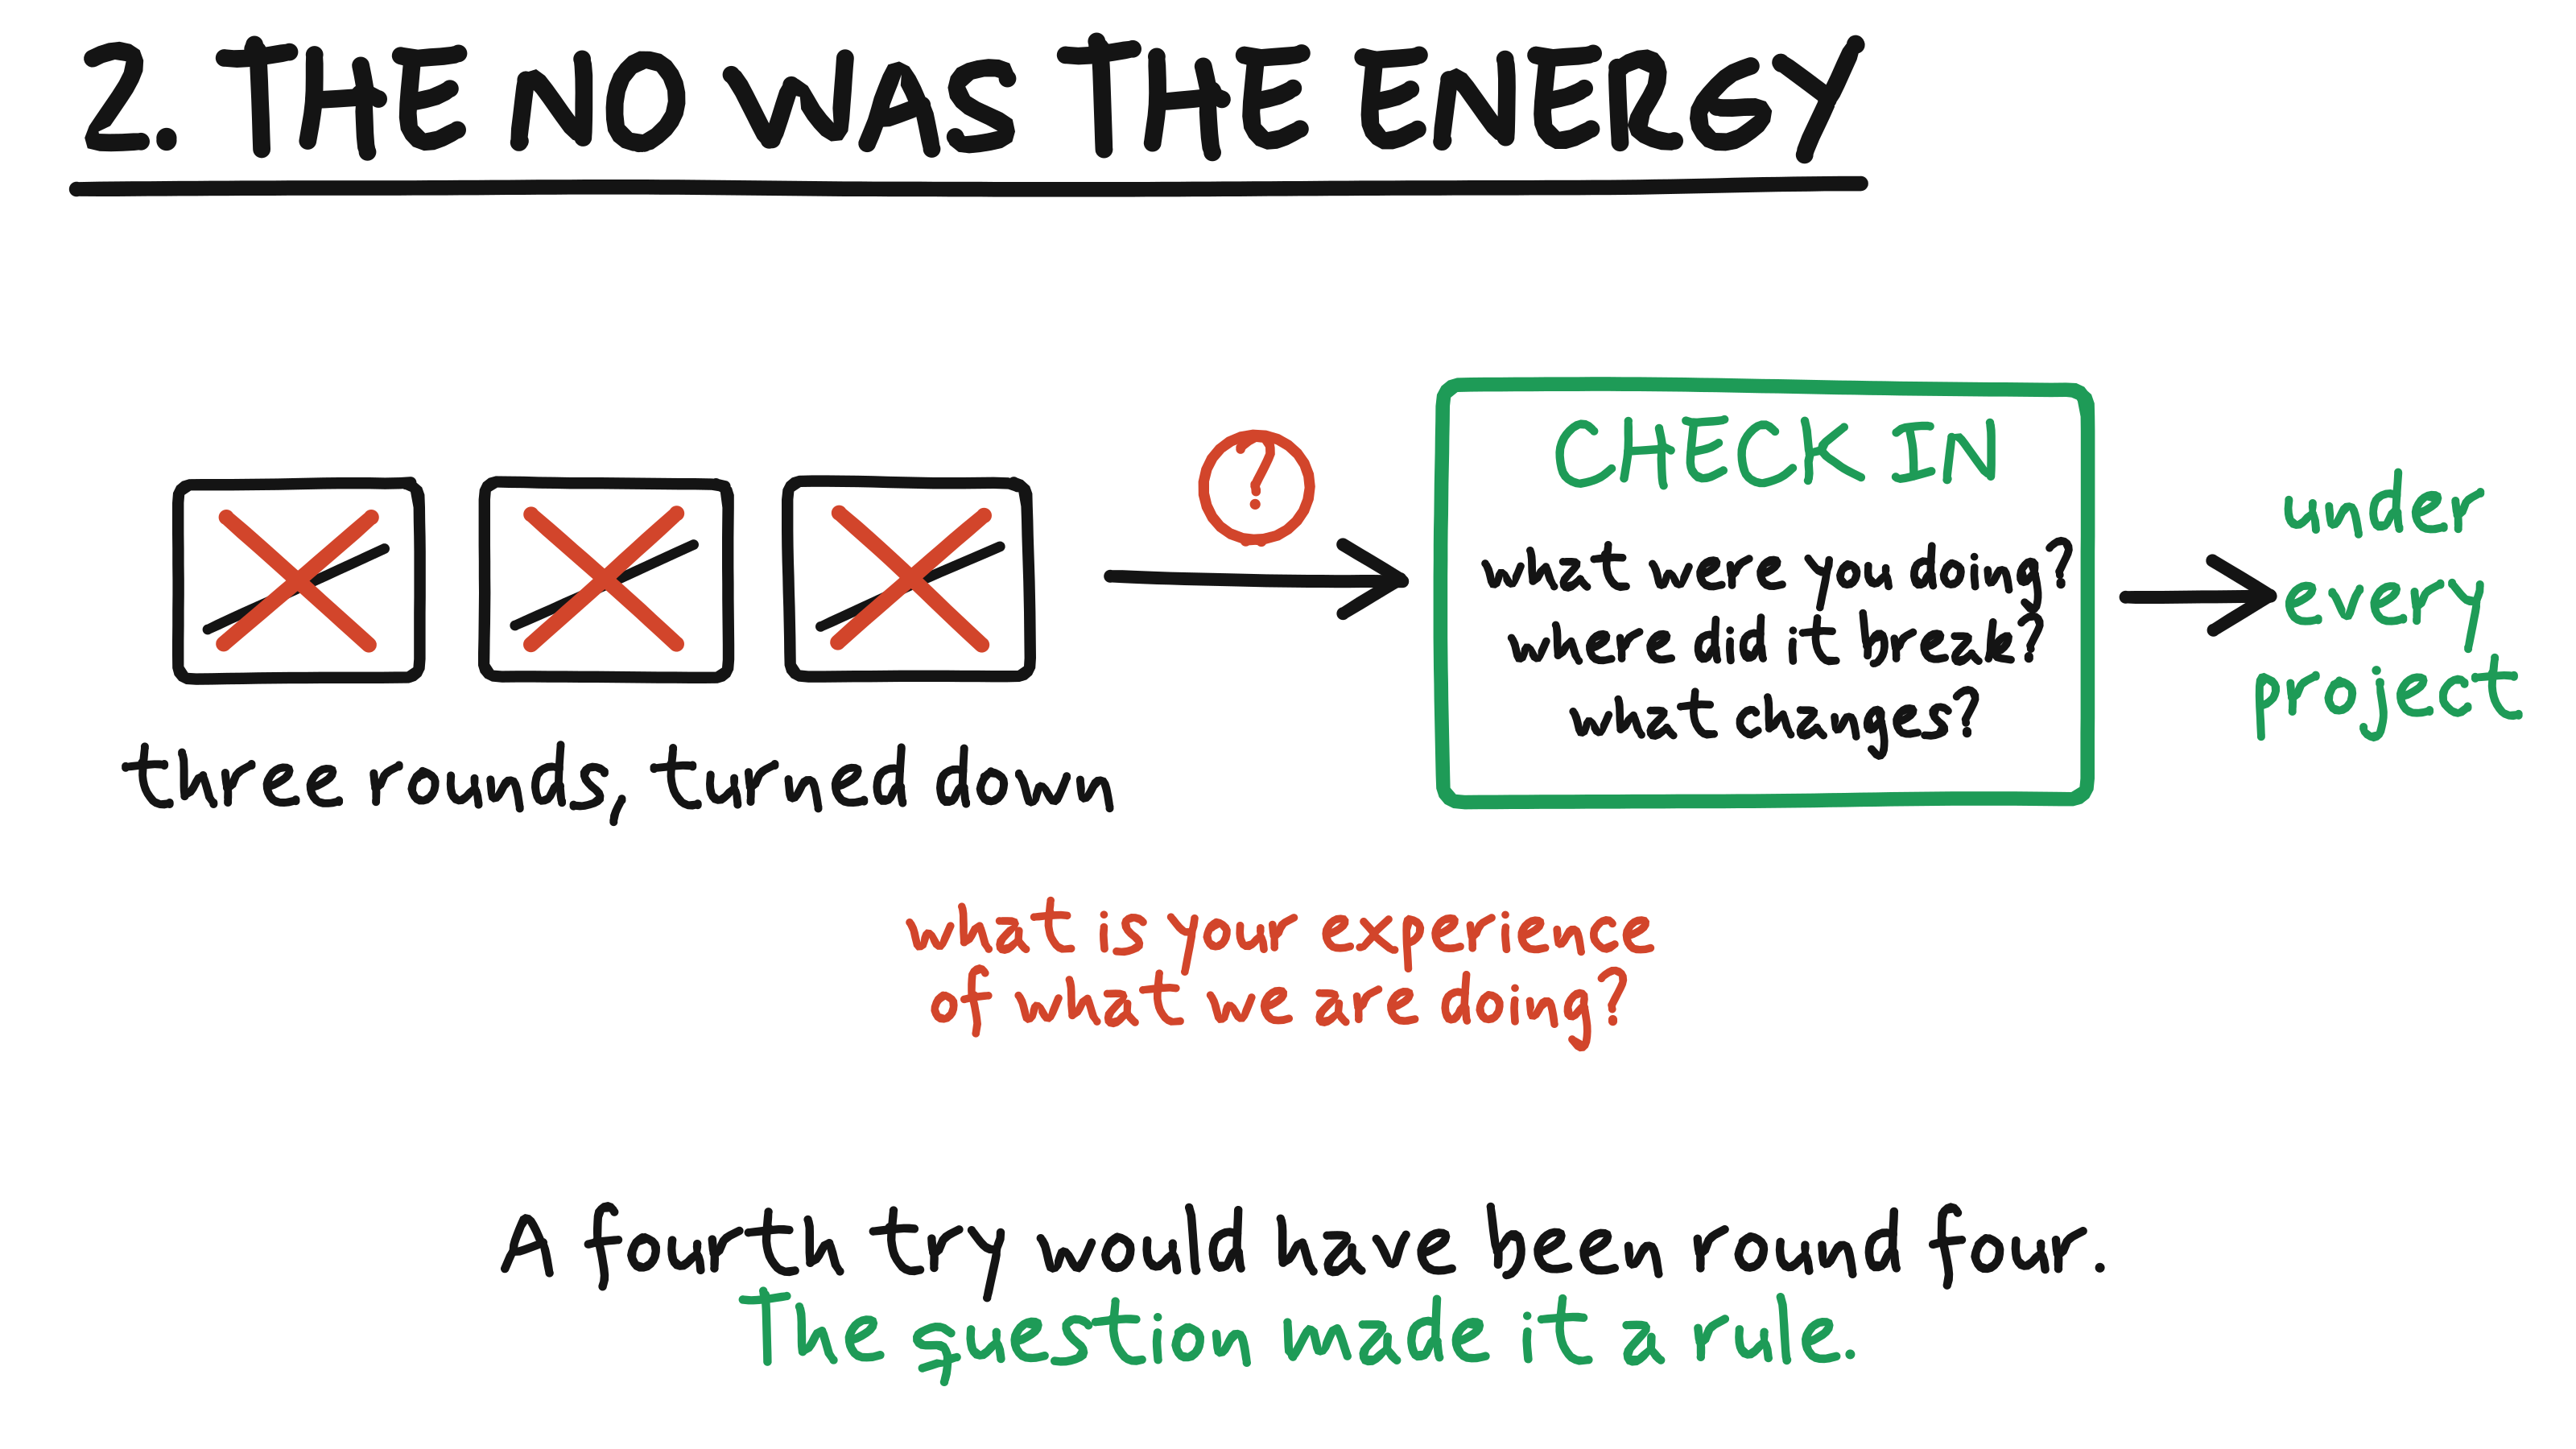 2. THE NO WAS THE ENERGY
?
CHECK IN
what were you doing?
where did it break?
what changes?
under
every
project
three rounds, turned down
what is your experience
of what we are doing?
A fourth try would have been round four.
The question made it a rule.